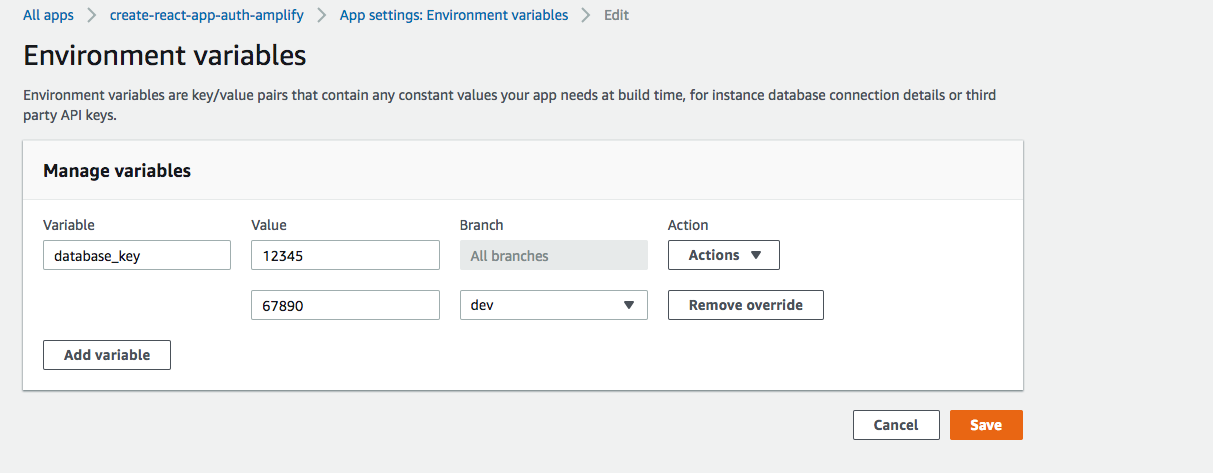 All apps > create-react-app-auth-amplify > App settings: Environment variables > Edit
Environment variables
Environment variables are key/value pairs that contain any constant values your app needs at build time, for instance database connection details or third
party API keys.
Manage variables
Variable Value Branch Action
database_key 12345 All branches Actions ▼
67890 dev ▼ Remove override
Add variable
Cancel Save